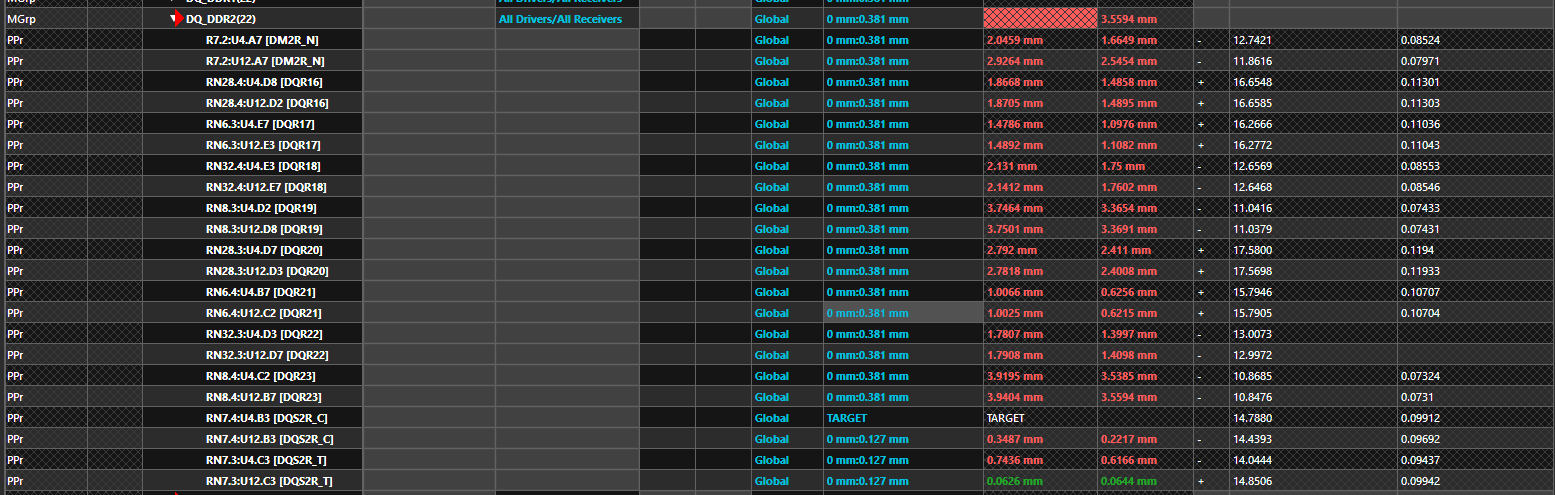 MGrp DQ_DDR1(22) All Drivers/All Receivers
MGrp DQ_DDR2(22) All Drivers/All Receivers Global 3.5594 mm
PPr R7.2:U4.A7 [DM2R_N] Global 0 mm:0.381 mm 2.0459 mm 1.6649 mm - 12.7421 0.08524
PPr R7.2:U12.A7 [DM2R_N] Global 0 mm:0.381 mm 2.9264 mm 2.5454 mm - 11.8616 0.07971
PPr RN28.4:U4.D8 [DQR16] Global 0 mm:0.381 mm 1.8668 mm 1.4858 mm + 16.6548 0.11301
PPr RN28.4:U12.D2 [DQR16] Global 0 mm:0.381 mm 1.8705 mm 1.4895 mm + 16.6585 0.11303
PPr RN6.3:U4.E7 [DQR17] Global 0 mm:0.381 mm 1.4786 mm 1.0976 mm + 16.2666 0.11036
PPr RN6.3:U12.E3 [DQR17] Global 0 mm:0.381 mm 1.4892 mm 1.1082 mm + 16.2772 0.11043
PPr RN32.4:U4.E3 [DQR18] Global 0 mm:0.381 mm 2.131 mm 1.75 mm - 12.6569 0.08553
PPr RN32.4:U12.E7 [DQR18] Global 0 mm:0.381 mm 2.1412 mm 1.7602 mm - 12.6468 0.08546
PPr RN8.3:U4.D2 [DQR19] Global 0 mm:0.381 mm 3.7464 mm 3.3654 mm - 11.0416 0.07433
PPr RN8.3:U12.D8 [DQR19] Global 0 mm:0.381 mm 3.7501 mm 3.3691 mm - 11.0379 0.07431
PPr RN28.3:U4.D7 [DQR20] Global 0 mm:0.381 mm 2.792 mm 2.411 mm + 17.5800 0.1194
PPr RN28.3:U12.D3 [DQR20] Global 0 mm:0.381 mm 2.7818 mm 2.4008 mm + 17.5698 0.11933
PPr RN6.4:U4.B7 [DQR21] Global 0 mm:0.381 mm 1.0066 mm 0.6256 mm + 15.7946 0.10707
PPr RN6.4:U12.C2 [DQR21] Global 0 mm:0.381 mm 1.0025 mm 0.6215 mm + 15.7905 0.10704
PPr RN32.3:U4.D3 [DQR22] Global 0 mm:0.381 mm 1.7807 mm 1.3997 mm - 13.0073
PPr RN32.3:U12.D7 [DQR22] Global 0 mm:0.381 mm 1.7908 mm 1.4098 mm - 12.9972
PPr RN8.4:U4.C2 [DQR23] Global 0 mm:0.381 mm 3.9195 mm 3.5385 mm - 10.8685 0.07324
PPr RN8.4:U12.B7 [DQR23] Global 0 mm:0.381 mm 3.9404 mm 3.5594 mm - 10.8476 0.0731
PPr RN7.4:U4.B3 [DQS2R_C] Global TARGET TARGET 14.7880 0.09912
PPr RN7.4:U12.B3 [DQS2R_C] Global 0 mm:0.127 mm 0.3487 mm 0.2217 mm - 14.4393 0.09692
PPr RN7.3:U4.C3 [DQS2R_T] Global 0 mm:0.127 mm 0.7436 mm 0.6166 mm - 14.0444 0.09437
PPr RN7.3:U12.C3 [DQS2R_T] Global 0 mm:0.127 mm 0.0626 mm 0.0644 mm + 14.8506 0.09942